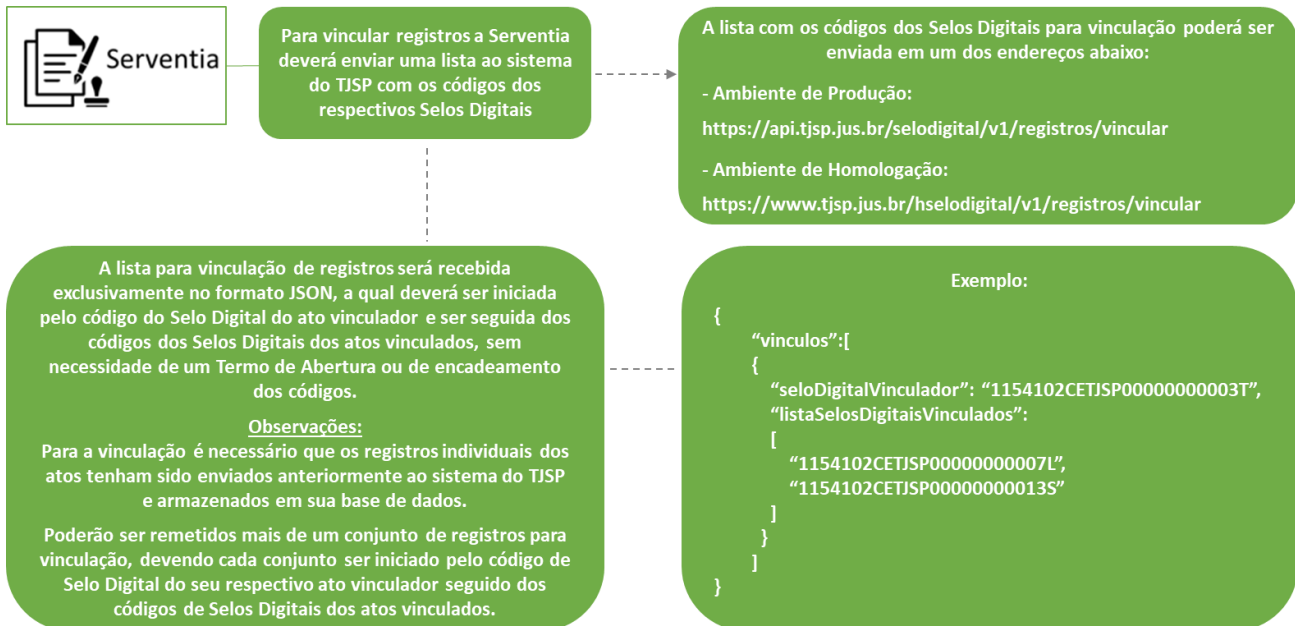 Serventia
Para vincular registros a Serventia
deverá enviar uma lista ao sistema
do TJSP com os códigos dos
respectivos Selos Digitais
A lista com os códigos dos Selos Digitais para vinculação poderá ser
enviada em um dos endereços abaixo:
- Ambiente de Produção:
https://api.tjsp.jus.br/selodigital/v1/registros/vincular
- Ambiente de Homologação:
https://www.tjsp.jus.br/hselodigital/v1/registros/vincular
A lista para vinculação de registros será recebida
exclusivamente no formato JSON, a qual deverá ser iniciada
pelo código do Selo Digital do ato vinculador e ser seguida dos
códigos dos Selos Digitais dos atos vinculados, sem
necessidade de um Termo de Abertura ou de encadeamento
dos códigos.
Observações:
Para a vinculação é necessário que os registros individuais dos
atos tenham sido enviados anteriormente ao sistema do TJSP
e armazenados em sua base de dados.
Poderão ser remetidos mais de um conjunto de registros para
vinculação, devendo cada conjunto ser iniciado pelo código de
Selo Digital do seu respectivo ato vinculador seguido dos
códigos de Selos Digitais dos atos vinculados.
Exemplo:
{
“vinculos”:[
{
“seloDigitalVinculador”: “1154102CETJSP00000000003T”,
“listaSelosDigitaisVinculados”:
[
“1154102CETJSP00000000007L”,
“1154102CETJSP00000000013S”
]
}
]
}